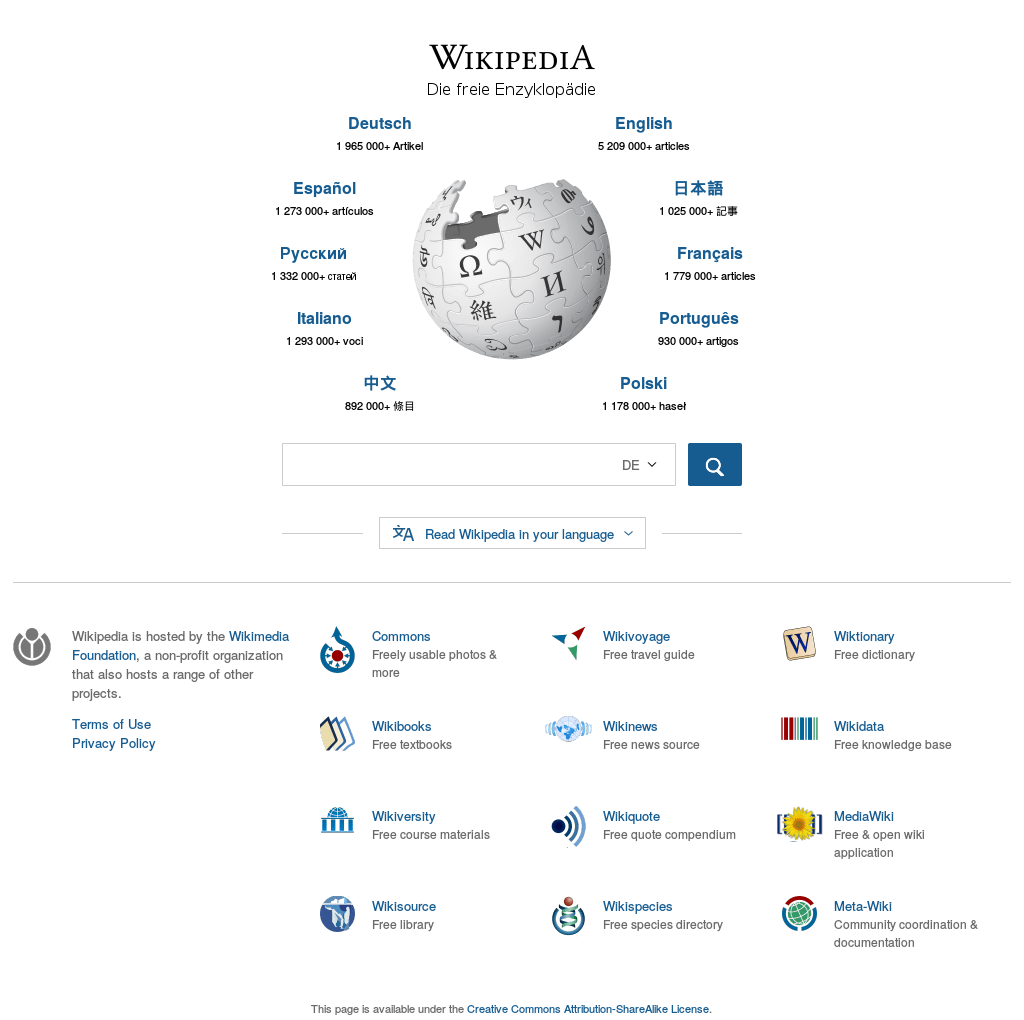 WIKIPEDIA
Die freie Enzyklopädie
Deutsch
1 965 000+ Artikel
English
5 209 000+ articles
Español
1 273 000+ artículos
日本語
1 025 000+ 記事
Русский
1 332 000+ статей
Français
1 779 000+ articles
Italiano
1 293 000+ voci
Português
930 000+ artigos
中文
892 000+ 條目
Polski
1 178 000+ haseł
Ω
W
ウィ
И
維
DE
Read Wikipedia in your language
Wikipedia is hosted by the Wikimedia
Foundation, a non-profit organization
that also hosts a range of other
projects.
Terms of Use
Privacy Policy
Commons
Freely usable photos &
more
Wikivoyage
Free travel guide
W
Wiktionary
Free dictionary
Wikibooks
Free textbooks
Wikinews
Free news source
Wikidata
Free knowledge base
Wikiversity
Free course materials
Wikiquote
Free quote compendium
MediaWiki
Free & open wiki
application
Wikisource
Free library
Wikispecies
Free species directory
Meta-Wiki
Community coordination &
documentation
This page is available under the Creative Commons Attribution-ShareAlike License.